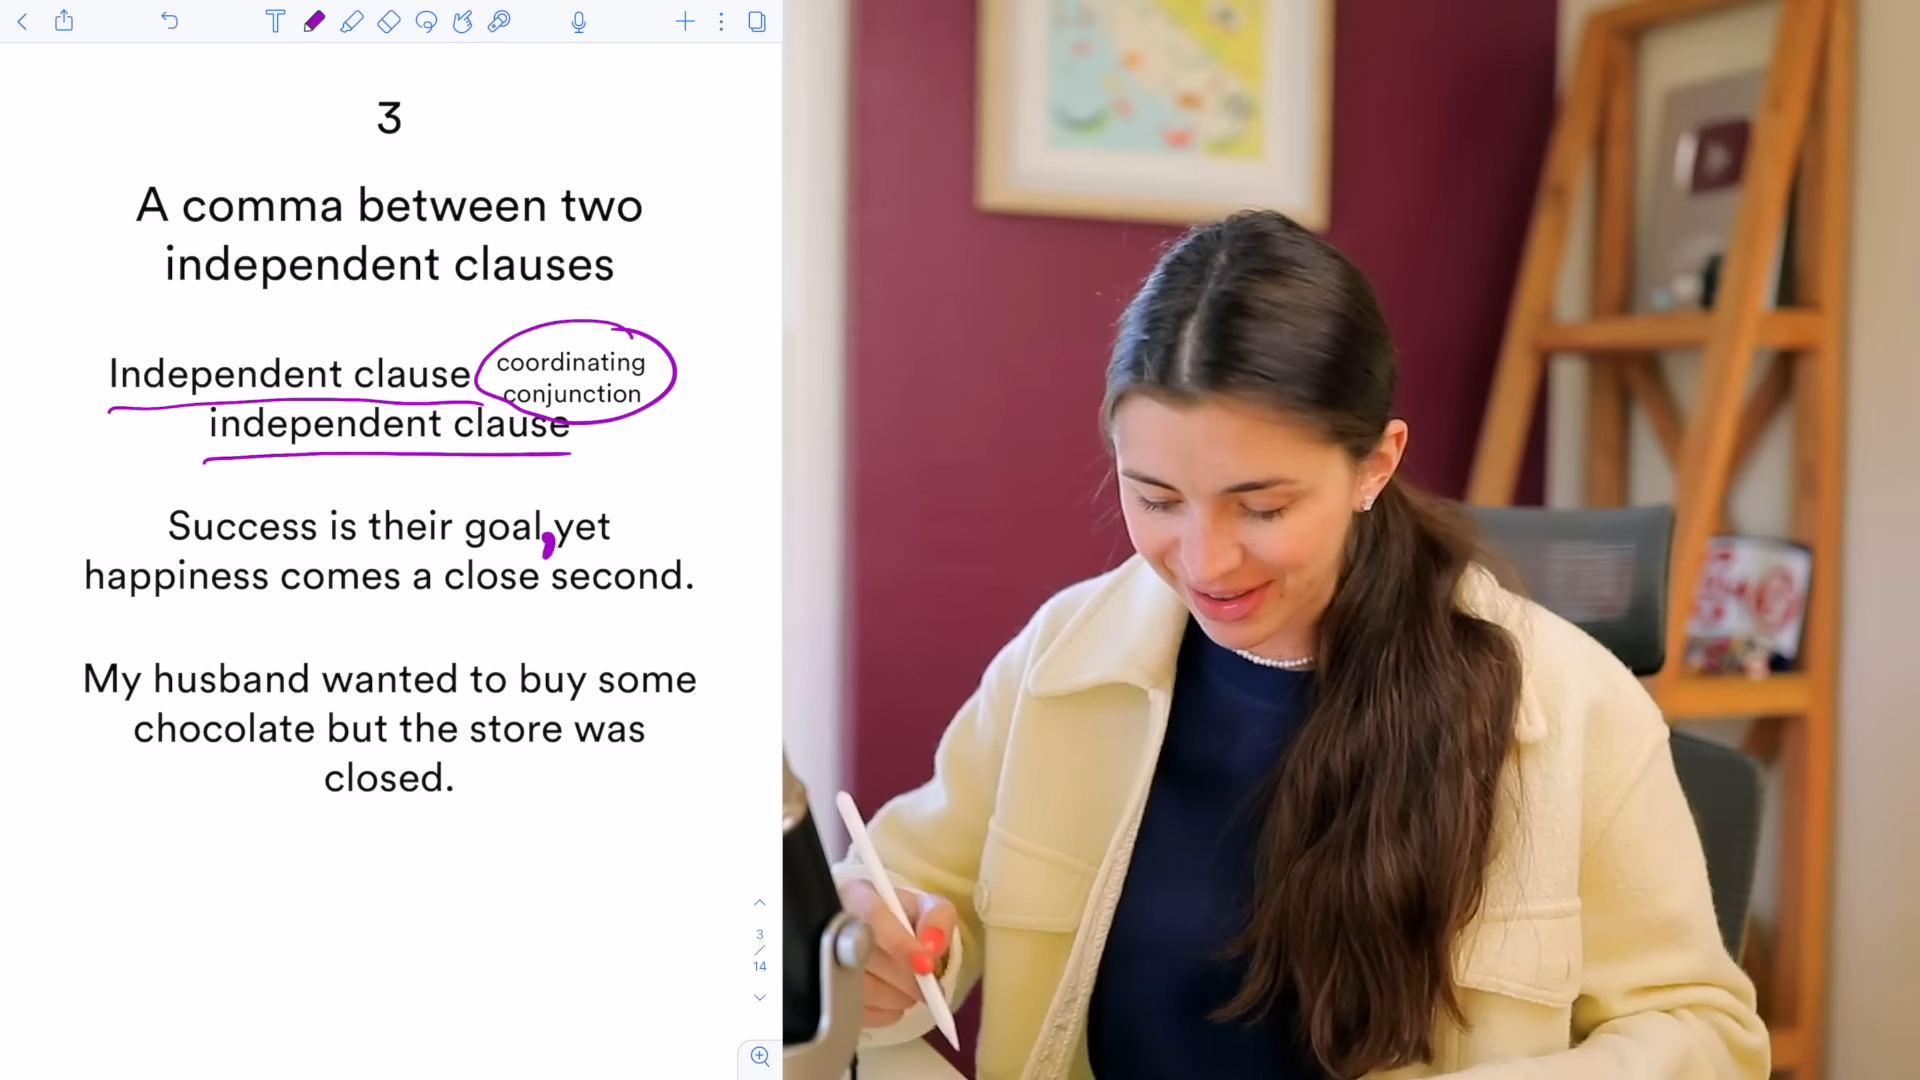 3
A comma between two
independent clauses
Independent clause coordinating
conjunction
independent clause
Success is their goal, yet
happiness comes a close second.
My husband wanted to buy some
chocolate but the store was
closed.
3
/
14